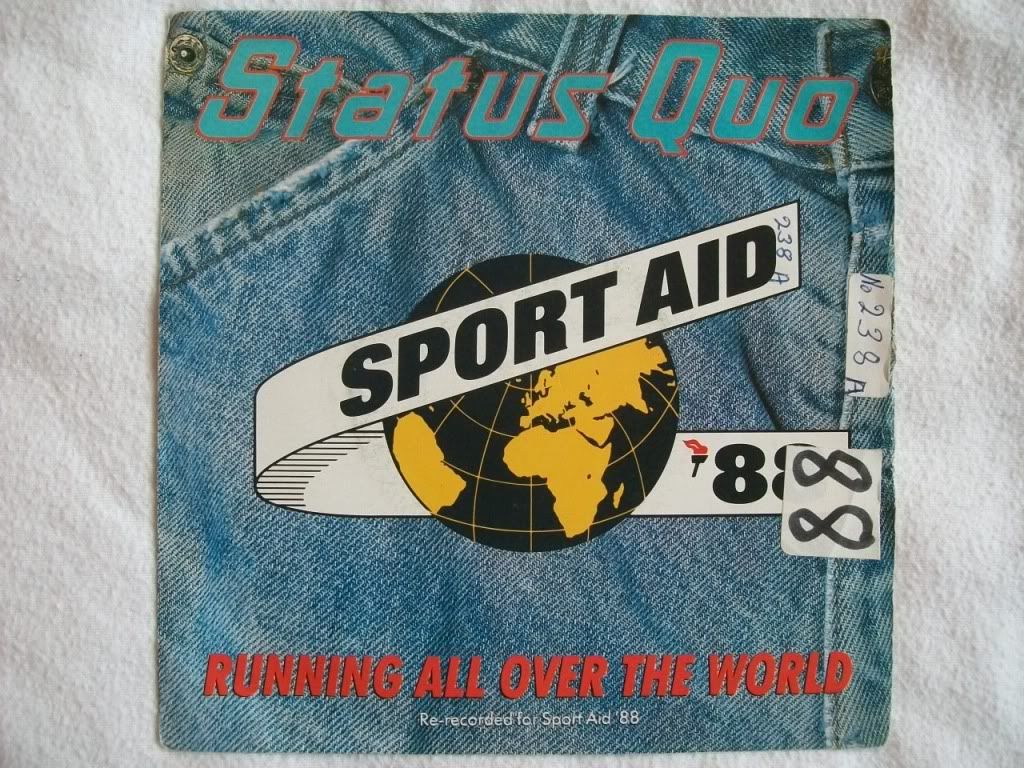 Status Quo
SPORT AID
238 A
No 238 A
'88
88
RUNNING ALL OVER THE WORLD
Re-recorded for Sport Aid '88